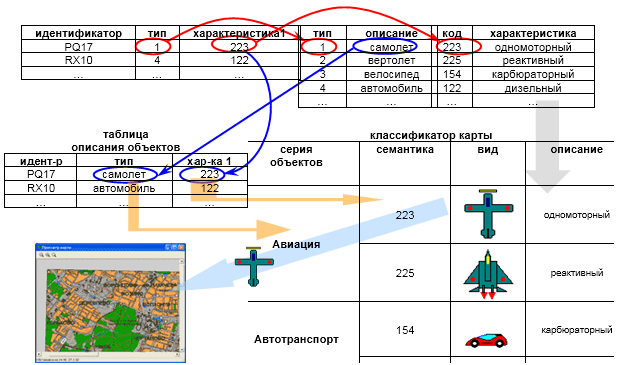 идентификатор тип характеристика1
PQ17 1 223
RX10 4 122
... ... ...
тип описание
1 самолет
2 вертолет
3 велосипед
4 автомобиль
... ...
код характеристика
223 одномоторный
225 реактивный
154 карбюраторный
122 дизельный
... ...
таблица
описания объектов
идент-р тип хар-ка 1
PQ17 самолет 223
RX10 автомобиль 122
... ... ...
классификатор карты
серия
объектов
семантика вид описание
223 одномоторный
Авиация
225 реактивный
154 карбюраторный
Автотранспорт